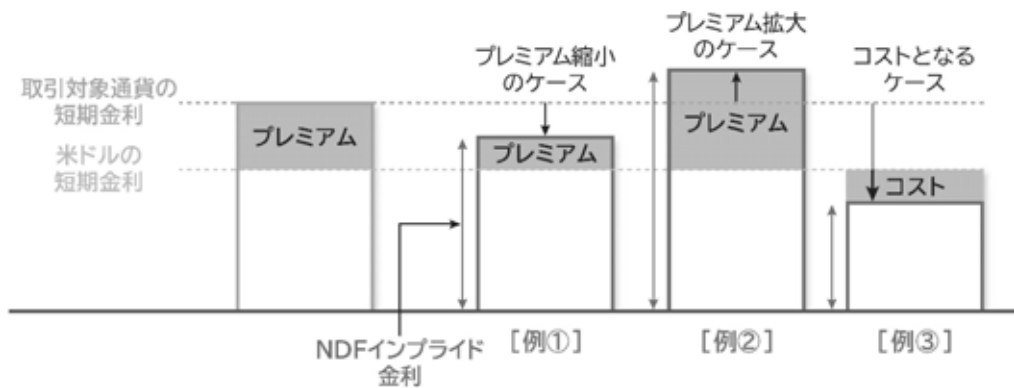 取引対象通貨の
短期金利
米ドルの
短期金利
プレミアム
プレミアム縮小
のケース
プレミアム
プレミアム拡大
のケース
プレミアム
コストとなる
ケース
コスト
NDFインプライド
金利
[例①]
[例②]
[例③]